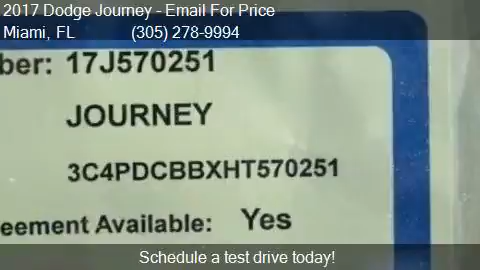 2017 Dodge Journey - Email For Price
Miami, FL (305) 278-9994
ber: 17J570251
JOURNEY
3C4PDCBBXHT570251
eement Available: Yes
Schedule a test drive today!